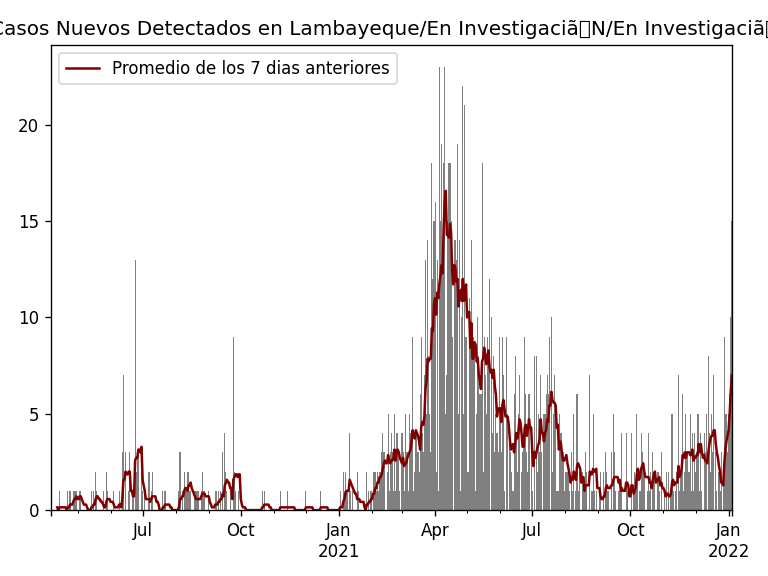 Casos Nuevos Detectados en Lambayeque/En Investigaciã▯N/En Investigaciã▯
Promedio de los 7 dias anteriores
20
15
10
5
0
Jul Oct Jan Apr Jul Oct Jan
2021 2022